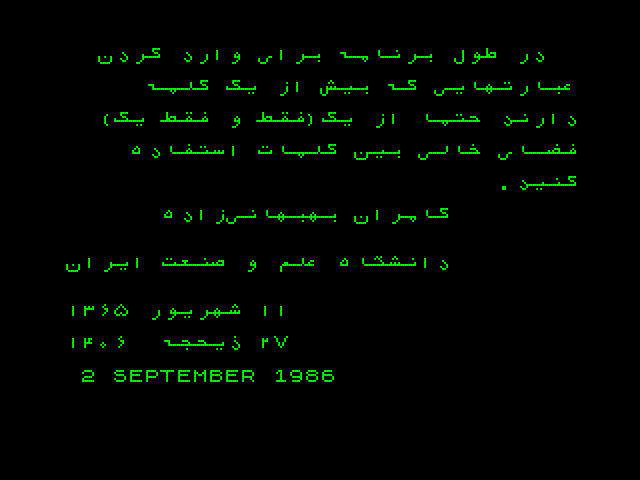 در طول برنامه برای وارد کردن
عبارتهایی که بیش از یک کلمه
دارند حتما از یک (فقط و فقط یک)
فضای خالی بین کلمات استفاده
کنید.
کامران بهبهانی‌زاده
دانشگاه علم و صنعت ایران
۱۱ شهریور ۱۳۶۵
۲۷ ذیحجه ۱۴۰۶
2 SEPTEMBER 1986